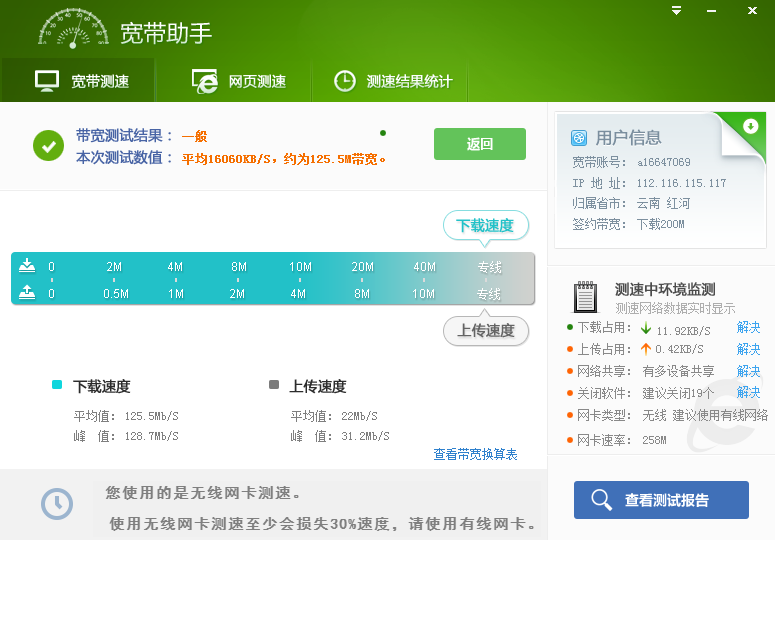 宽带助手
宽带测速 网页测速 测速结果统计
带宽测试结果： 一般
本次测试数值： 平均16060KB/S，约为125.5M带宽。
返回
下载速度
0 2M 4M 8M 10M 20M 40M 专线
0 0.5M 1M 2M 4M 8M 10M 专线
上传速度
下载速度
平均值： 125.5Mb/S
峰 值： 128.7Mb/S
上传速度
平均值： 22Mb/S
峰 值： 31.2Mb/S
查看带宽换算表
您使用的是无线网卡测速。
使用无线网卡测速至少会损失30%速度，请使用有线网卡。
用户信息
宽带账号： a16647069
IP 地 址： 112.116.115.117
归属省市： 云南 红河
签约带宽： 下载200M
测速中环境监测
测速网络数据实时显示
下载占用： 11.92KB/S 解决
上传占用： 0.42KB/S 解决
网络共享： 有多设备共享 解决
关闭软件： 建议关闭19个 解决
网卡类型： 无线 建议使用有线网络
网卡速率： 258M
查看测试报告